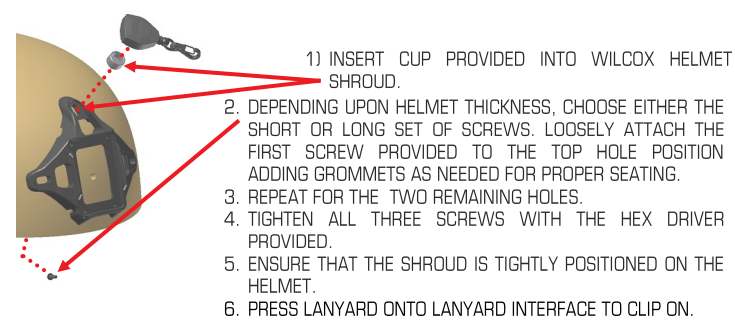 1) INSERT CUP PROVIDED INTO WILCOX HELMET
SHROUD.
2. DEPENDING UPON HELMET THICKNESS, CHOOSE EITHER THE
SHORT OR LONG SET OF SCREWS. LOOSELY ATTACH THE
FIRST SCREW PROVIDED TO THE TOP HOLE POSITION
ADDING GROMMETS AS NEEDED FOR PROPER SEATING.
3. REPEAT FOR THE TWO REMAINING HOLES.
4. TIGHTEN ALL THREE SCREWS WITH THE HEX DRIVER
PROVIDED.
5. ENSURE THAT THE SHROUD IS TIGHTLY POSITIONED ON THE
HELMET.
6. PRESS LANYARD ONTO LANYARD INTERFACE TO CLIP ON.